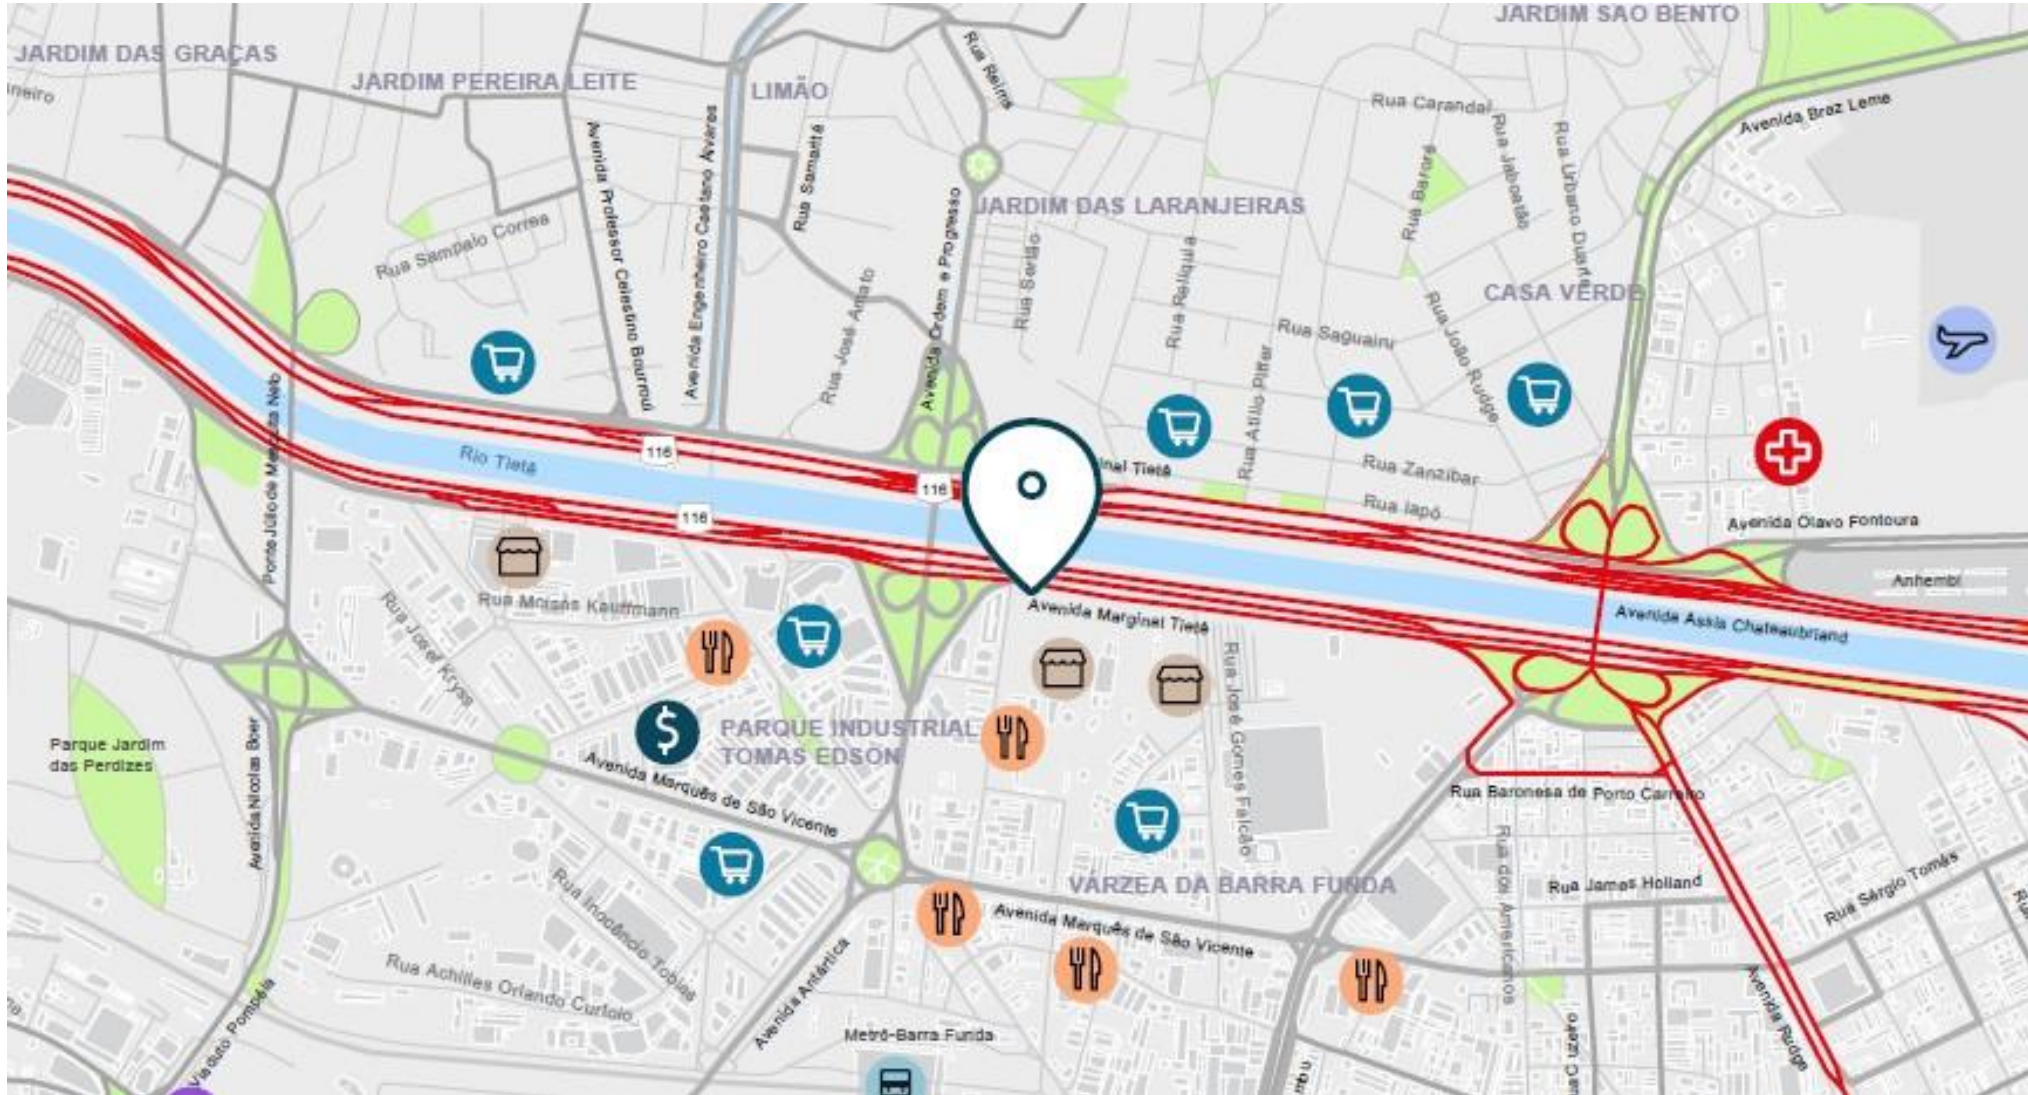 JARDIM DAS GRAÇAS
JARDIM SAO BENTO
JARDIM PEREIRA LEITE
LIMÃO
Rua Reims
neiro
Rua Carandaí
Avenida Braz Leme
Rua Jaboatão
Rua Urbano Duarte
Rua Baroré
Avenida Professor Celestino Bourroul
Avenida Engenheiro Caetano Álvares
Rua Samaritá
Avenida Ordem e Progresso
JARDIM DAS LARANJEIRAS
Rua Sampaio Correa
Rua José Amato
Rua Sertão
Rua Relíquia
Rua Saguairu
Rua João Rudge
CASA VERDE
Rua Atílio Piffer
Ponte Júlio de Mesquita Neto
Rio Tietê
116
116
116
inal Tietê
Rua Zanzibar
Rua Iapó
Avenida Olavo Fontoura
Anhembi
Avenida Assis Chateaubriand
Avenida Marginal Tietê
Rua Moisés Kauffmann
Rua Josef Kryss
Rua José Gomes Falcão
$
PARQUE INDUSTRIAL
TOMAS EDSON
Parque Jardim
das Perdizes
Avenida Nicolas Boer
Avenida Marquês de São Vicente
Rua Baronesa de Porto Carreiro
VÁRZEA DA BARRA FUNDA
Rua dos Americanos
Rua James Holland
Rua Sérgio Tomás
Ru
Rua Inocêncio Tobias
Avenida Marquês de São Vicente
Rua Achilles Orlando Curtolo
Avenida Antártica
Viaduto Pompéia
Metrô-Barra Funda
Avenida Rudge
mbu